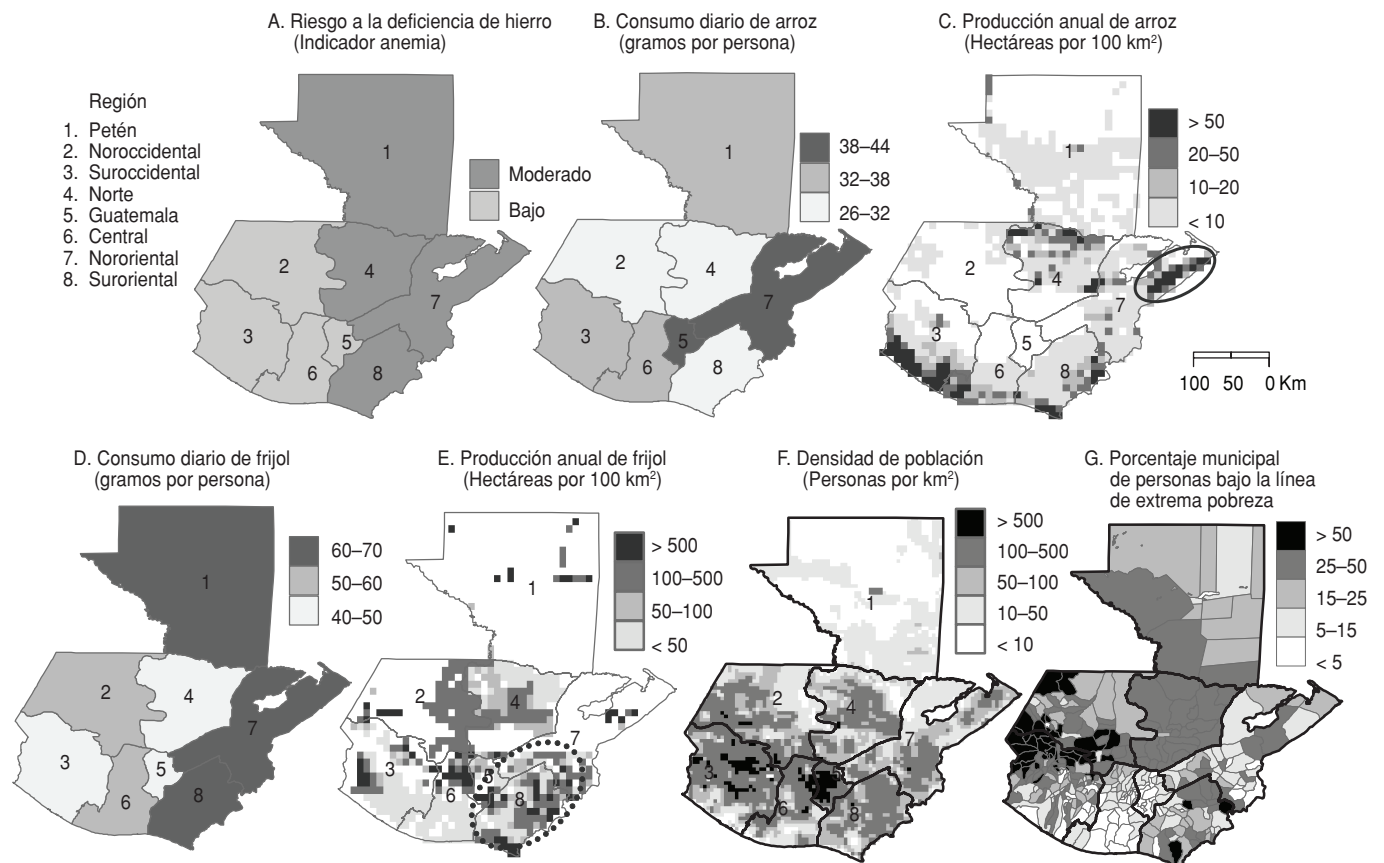 A. Riesgo a la deficiencia de hierro
(Indicador anemia)
B. Consumo diario de arroz
(gramos por persona)
C. Producción anual de arroz
(Hectáreas por 100 km²)
Región
1. Petén
2. Noroccidental
3. Suroccidental
4. Norte
5. Guatemala
6. Central
7. Nororiental
8. Suroriental
1
2
3
4
5
6
7
8
Moderado
Bajo
1
2
3
4
5
6
7
8
38–44
32–38
26–32
1
2
3
4
5
6
7
8
> 50
20–50
10–20
< 10
100 50 0 Km
D. Consumo diario de frijol
(gramos por persona)
E. Producción anual de frijol
(Hectáreas por 100 km²)
F. Densidad de población
(Personas por km²)
G. Porcentaje municipal
de personas bajo la línea
de extrema pobreza
1
2
3
4
5
6
7
8
60–70
50–60
40–50
1
2
3
4
5
6
7
8
> 500
100–500
50–100
< 50
1
2
3
4
5
6
7
8
> 500
100–500
50–100
10–50
< 10
> 50
25–50
15–25
5–15
< 5